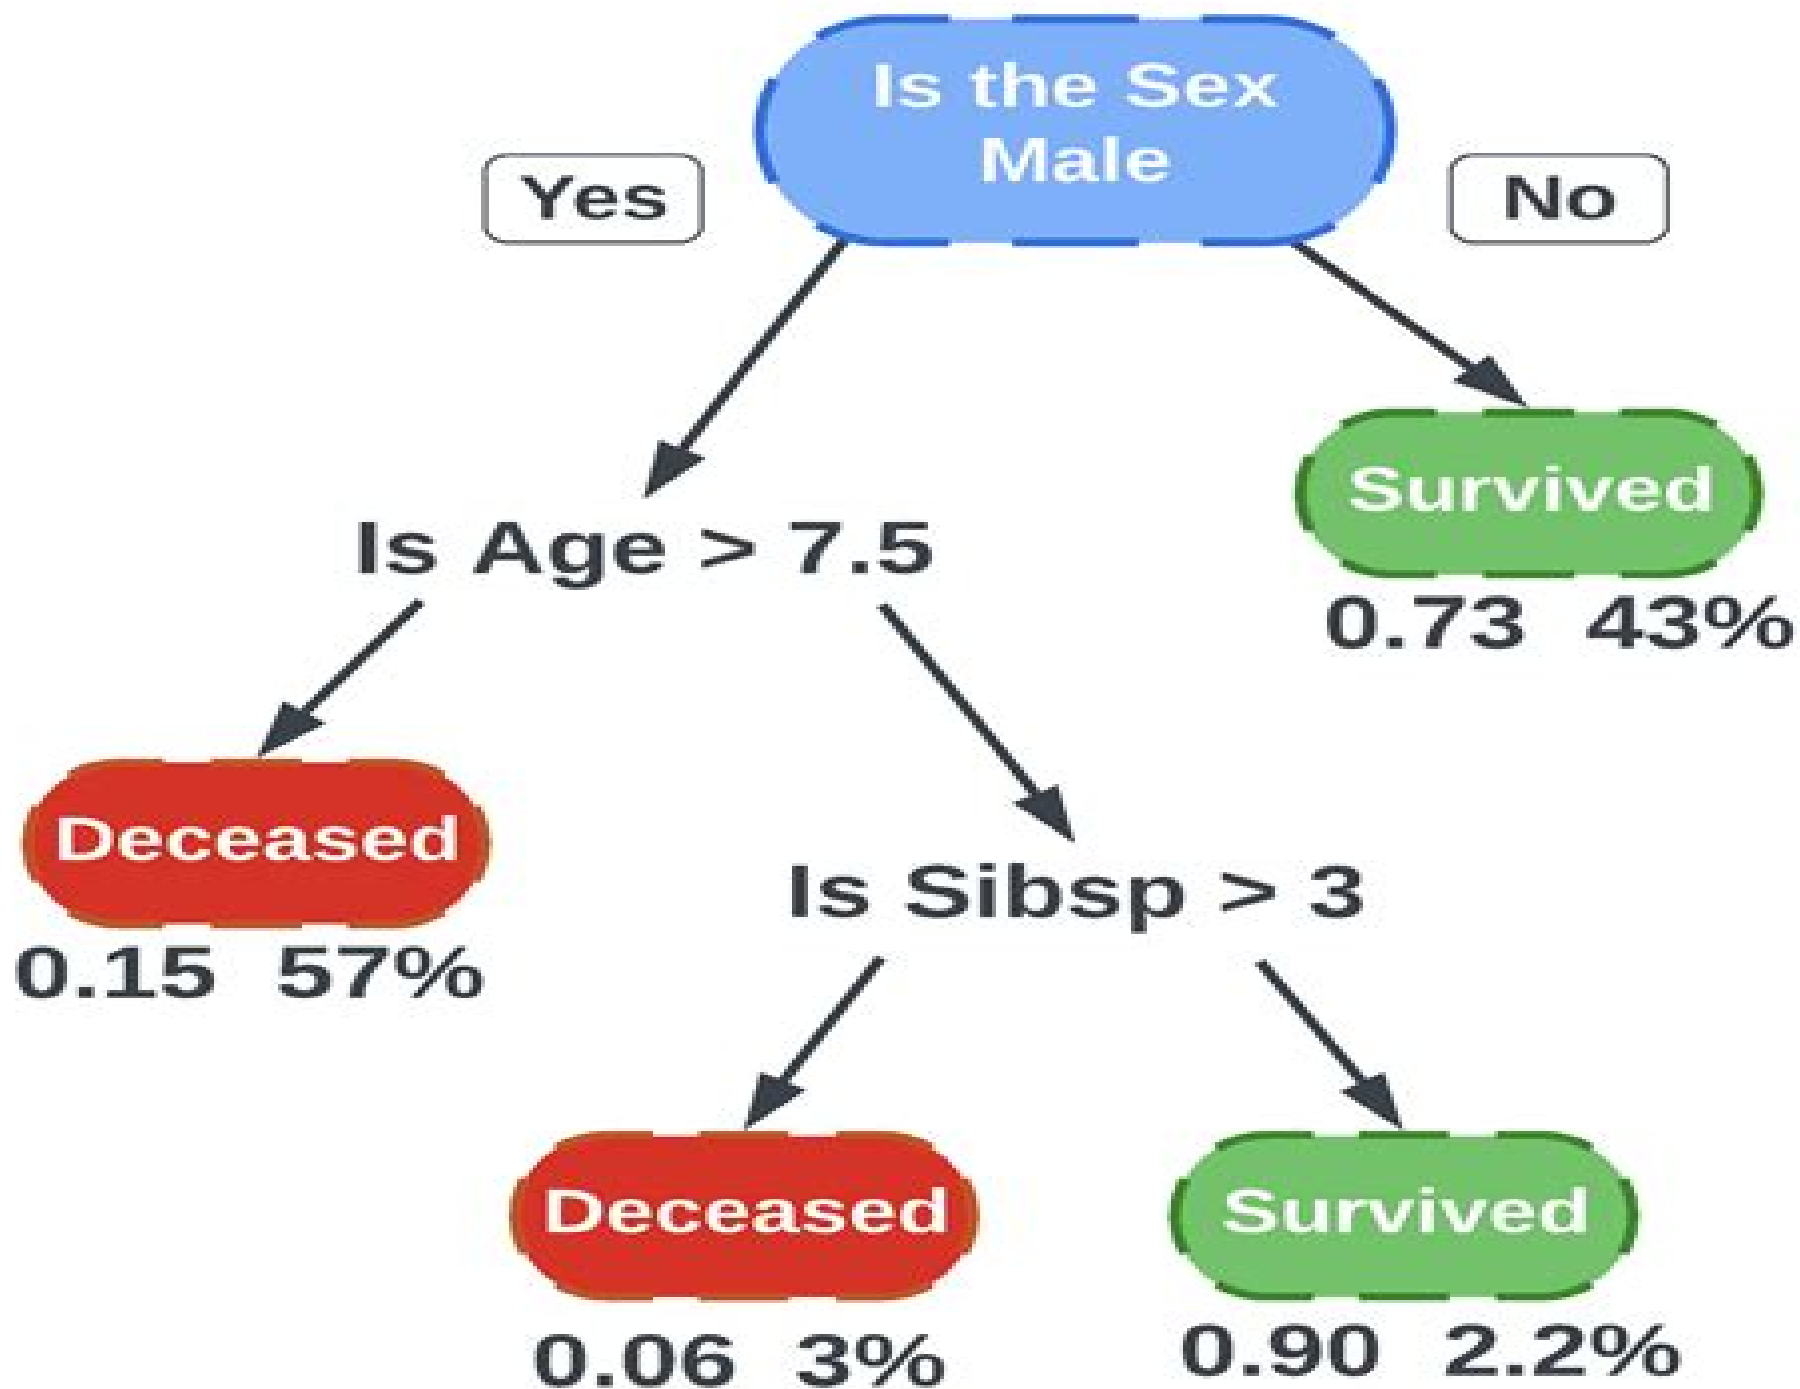 Is the Sex
Male
Yes
No
Is Age > 7.5
Survived
0.73 43%
Deceased
0.15 57%
Is Sibsp > 3
Deceased
0.06 3%
Survived
0.90 2.2%